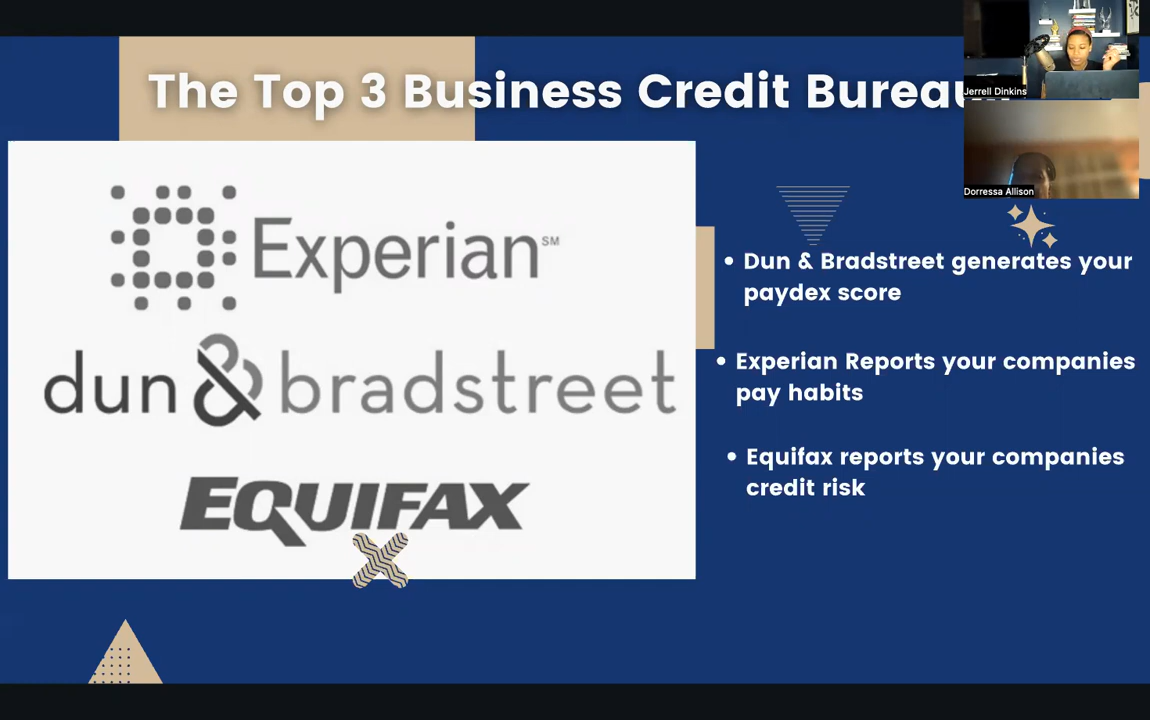 The Top 3 Business Credit Bureau
Jerrell Dinkins
Dorressa Allison
Experian SM
dun & bradstreet
EQUIFAX
• Dun & Bradstreet generates your
paydex score
• Experian Reports your companies
pay habits
• Equifax reports your companies
credit risk